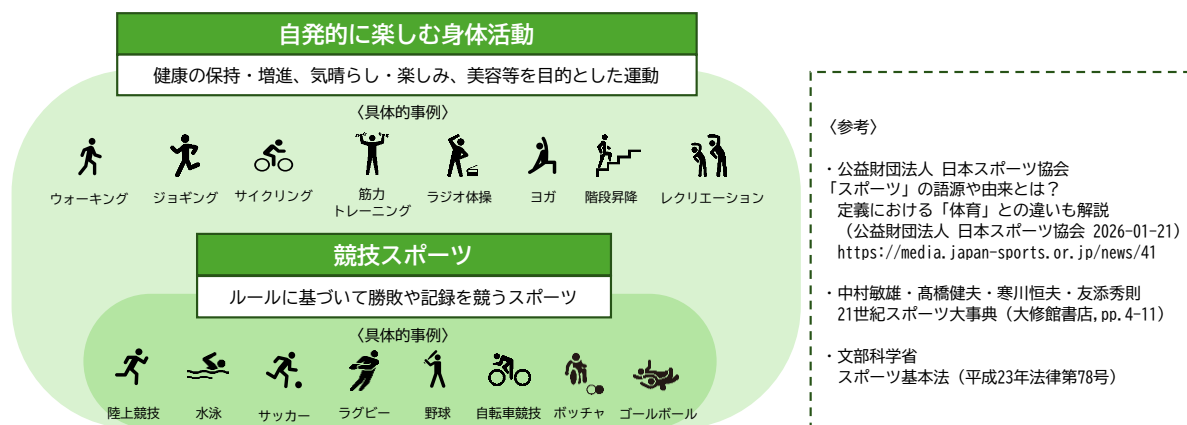 自発的に楽しむ身体活動
健康の保持・増進、気晴らし・楽しみ、美容等を目的とした運動
〈具体的事例〉
ウォーキング
ジョギング
サイクリング
筋力
トレーニング
ラジオ体操
ヨガ
階段昇降
レクリエーション
競技スポーツ
ルールに基づいて勝敗や記録を競うスポーツ
〈具体的事例〉
陸上競技
水泳
サッカー
ラグビー
野球
自転車競技
ボッチャ
ゴールボール
〈参考〉
・公益財団法人 日本スポーツ協会
「スポーツ」の語源や由来とは？
定義における「体育」との違いも解説
（公益財団法人 日本スポーツ協会 2026-01-21）
https://media.japan-sports.or.jp/news/41
・中村敏雄・髙橋健夫・寒川恒夫・友添秀則
21世紀スポーツ大事典（大修館書店,pp.4-11）
・文部科学省
スポーツ基本法（平成23年法律第78号）